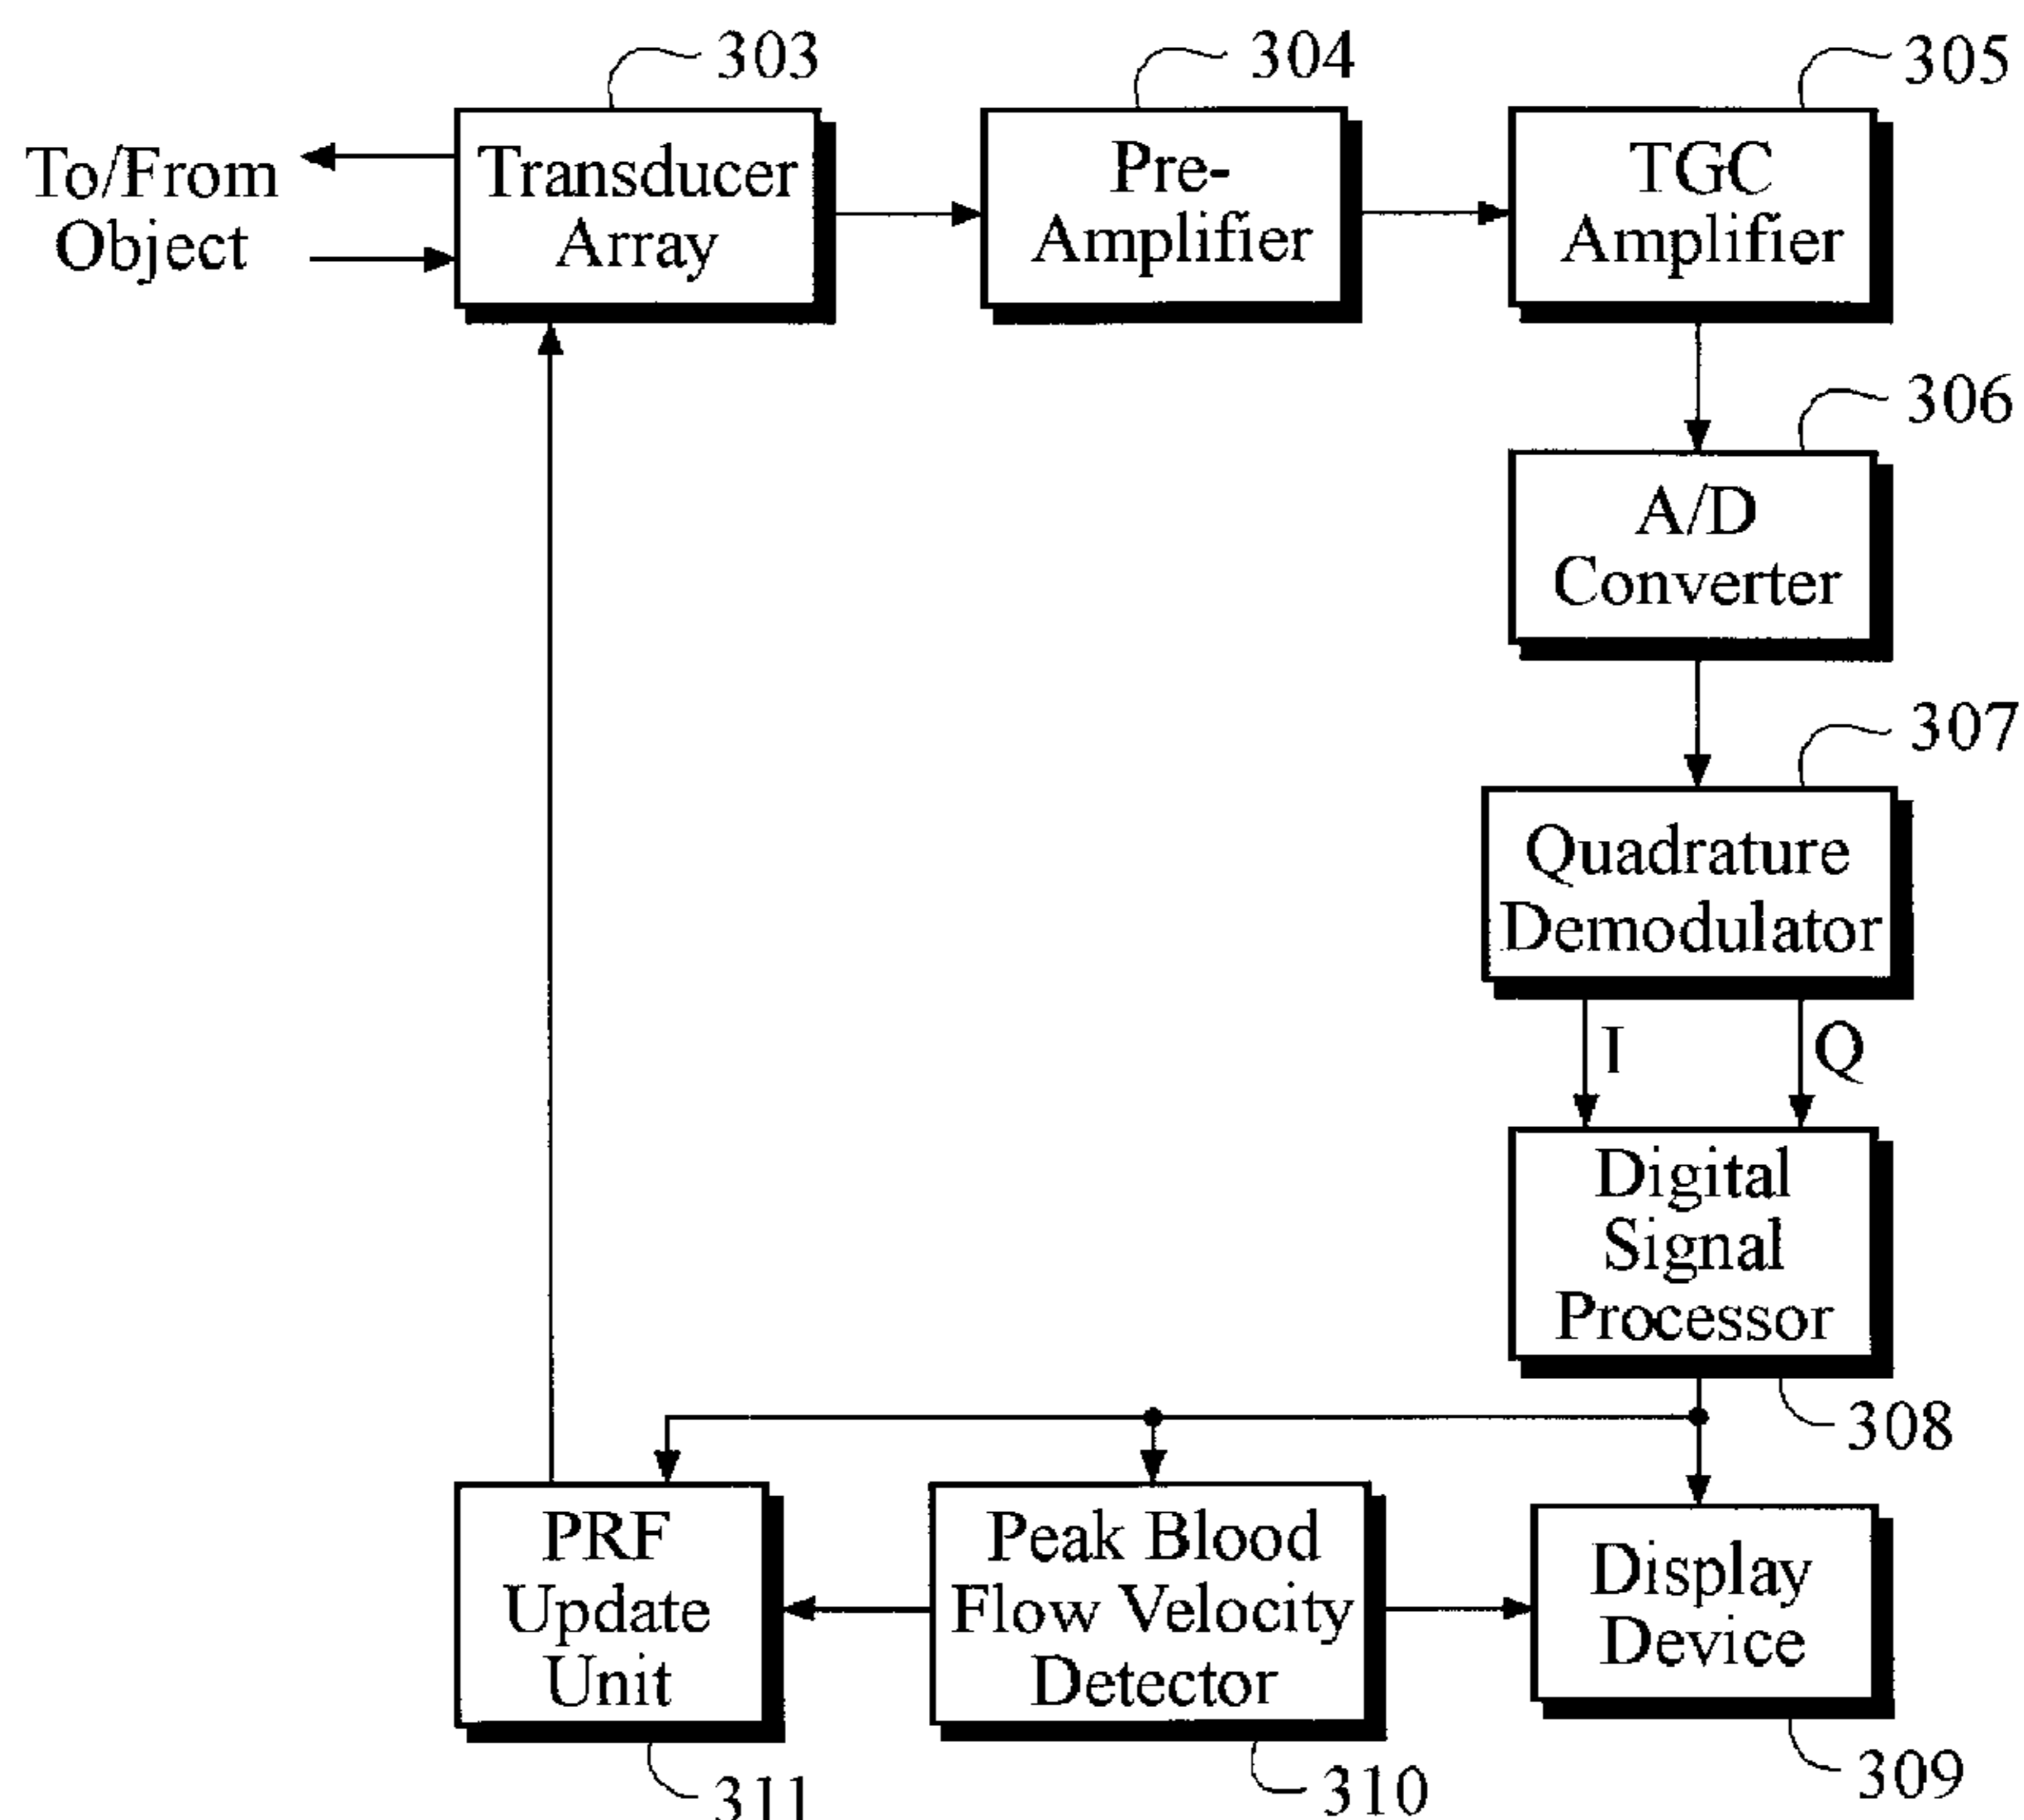 303
304
305
To/From
Object
Transducer
Array
Pre-
Amplifier
TGC
Amplifier
306
A/D
Converter
307
Quadrature
Demodulator
I
Q
Digital
Signal
Processor
308
PRF
Update
Unit
Peak Blood
Flow Velocity
Detector
Display
Device
311
310
309